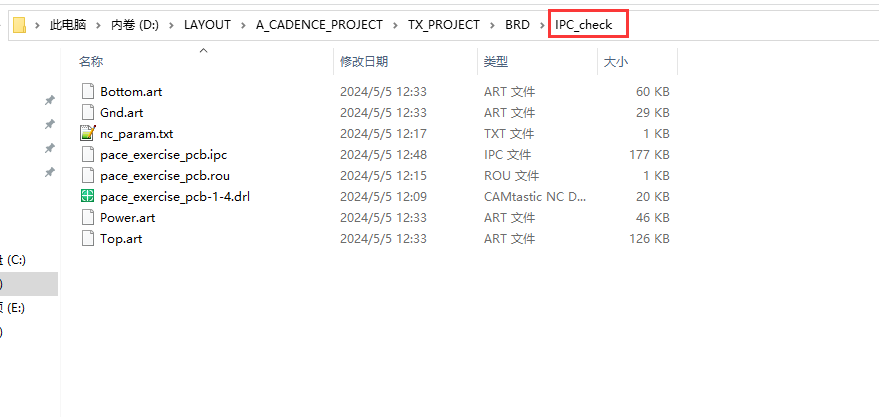 此电脑 内卷 (D:) LAYOUT A_CADENCE_PROJECT TX_PROJECT BRD IPC_check
名称 修改日期 类型 大小
Bottom.art 2024/5/5 12:33 ART 文件 60 KB
Gnd.art 2024/5/5 12:33 ART 文件 29 KB
nc_param.txt 2024/5/5 12:17 TXT 文件 1 KB
pace_exercise_pcb.ipc 2024/5/5 12:48 IPC 文件 177 KB
pace_exercise_pcb.rou 2024/5/5 12:15 ROU 文件 1 KB
pace_exercise_pcb-1-4.drl 2024/5/5 12:09 CAMtastic NC D... 20 KB
Power.art 2024/5/5 12:33 ART 文件 46 KB
Top.art 2024/5/5 12:33 ART 文件 126 KB
(C:)
)
(E:)
)